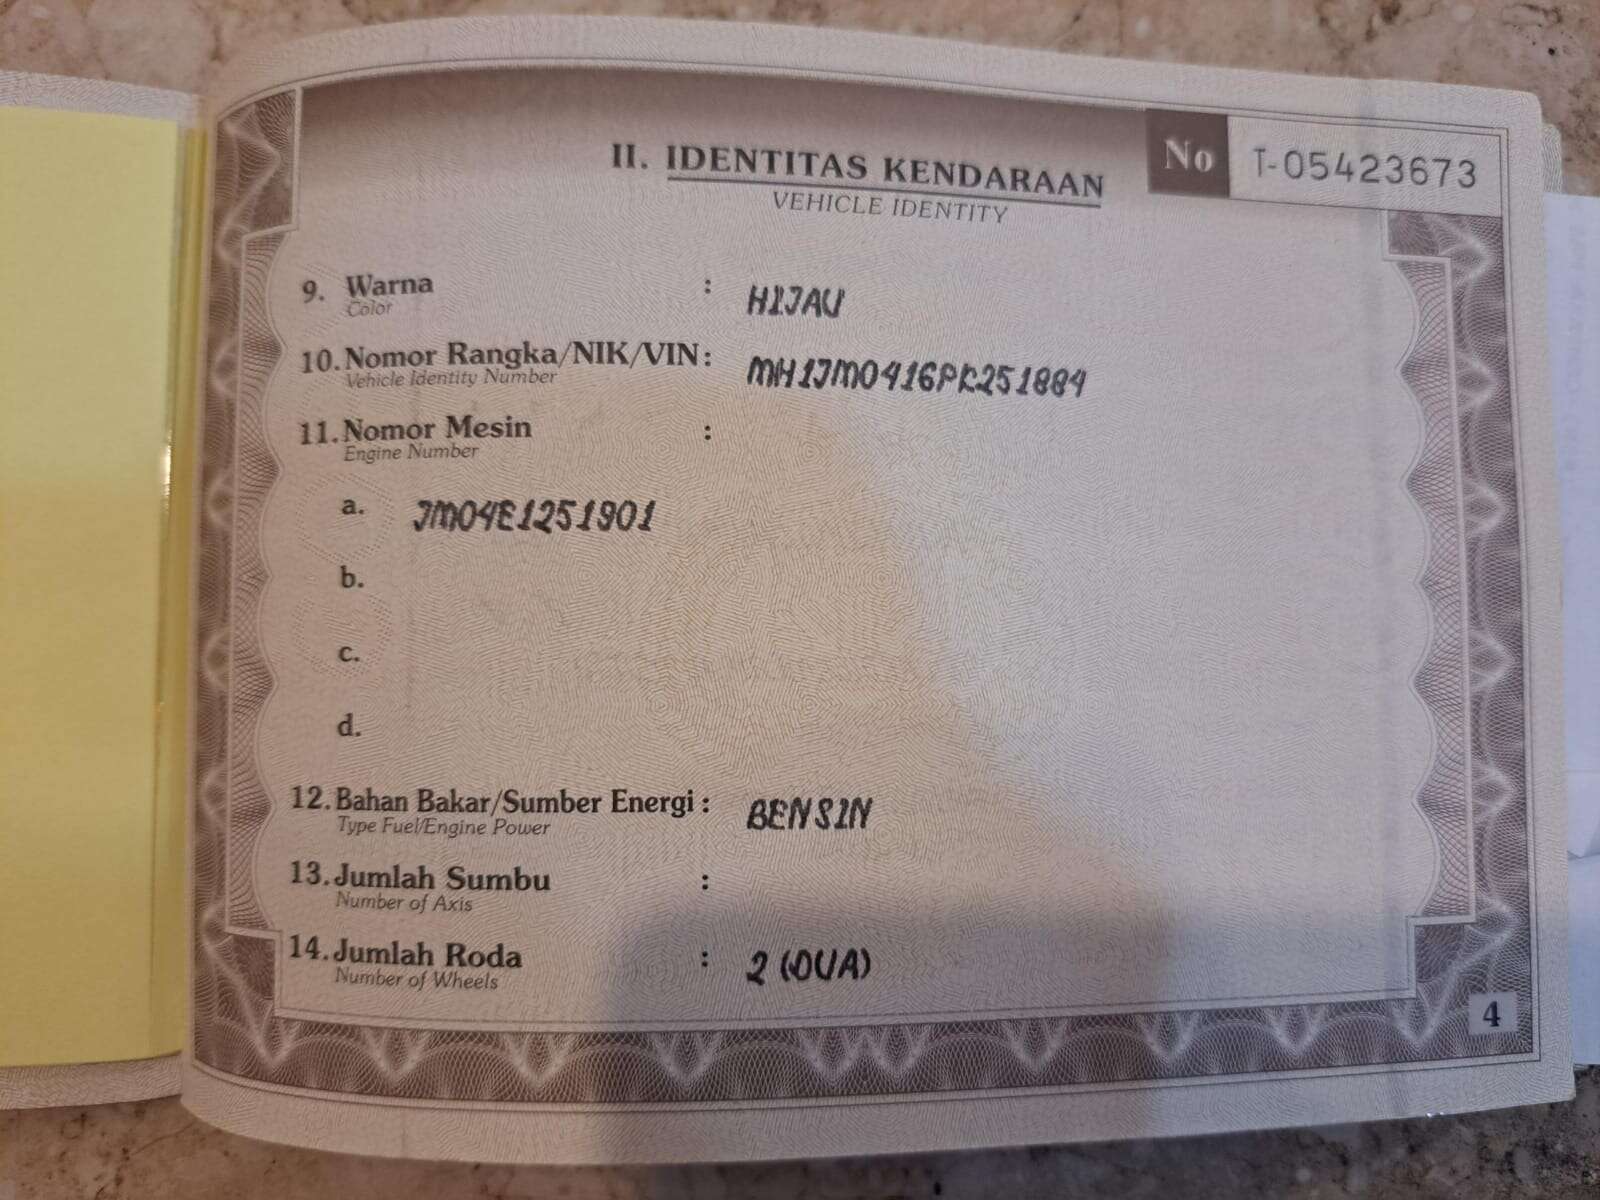 No T-05423673
II. IDENTITAS KENDARAAN
VEHICLE IDENTITY
9. Warna : HIJAU
Color
10. Nomor Rangka/NIK/VIN : MH1JM0416PK251884
Vehicle Identity Number
11. Nomor Mesin :
Engine Number
a. JM04E1251901
b.
c.
d.
12. Bahan Bakar/Sumber Energi : BENSIN
Type Fuel/Engine Power
13. Jumlah Sumbu :
Number of Axis
14. Jumlah Roda : 2 (DUA)
Number of Wheels
4